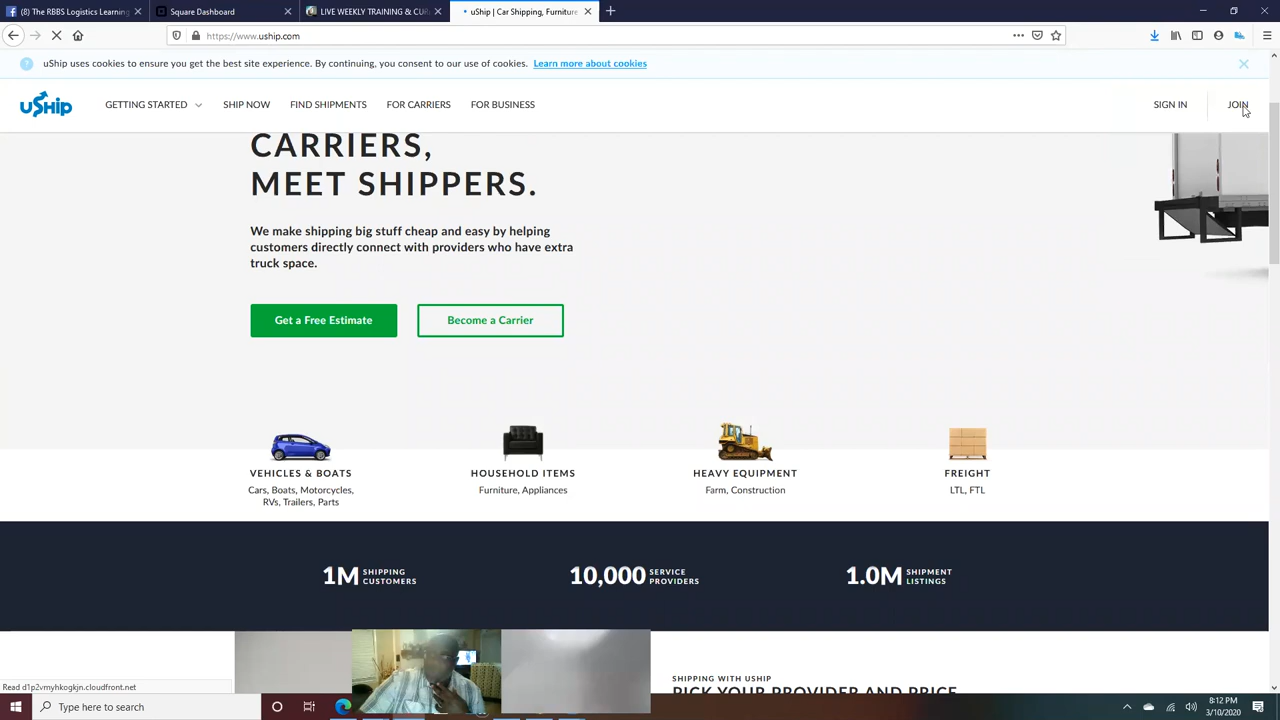 (8) The RBBS Logistics Learning
Square Dashboard
LIVE WEEKLY TRAINING & CU
uShip | Car Shipping, Furniture
https://www.uship.com
uShip uses cookies to ensure you get the best site experience. By continuing, you consent to our use of cookies. Learn more about cookies
uShip
GETTING STARTED
SHIP NOW
FIND SHIPMENTS
FOR CARRIERS
FOR BUSINESS
SIGN IN
JOIN
CARRIERS,
MEET SHIPPERS.
We make shipping big stuff cheap and easy by helping
customers directly connect with providers who have extra
truck space.
Get a Free Estimate
Become a Carrier
VEHICLES & BOATS
Cars, Boats, Motorcycles,
RVs, Trailers, Parts
HOUSEHOLD ITEMS
Furniture, Appliances
HEAVY EQUIPMENT
Farm, Construction
FREIGHT
LTL, FTL
1M SHIPPING
CUSTOMERS
10,000 SERVICE
PROVIDERS
1.0M SHIPMENT
LISTINGS
SHIPPING WITH USHIP
PICK YOUR PROVIDER AND PRICE
Read d1p2vmyhkogkjn.cloudfront.net
Type here to search
8:12 PM
3/10/2020